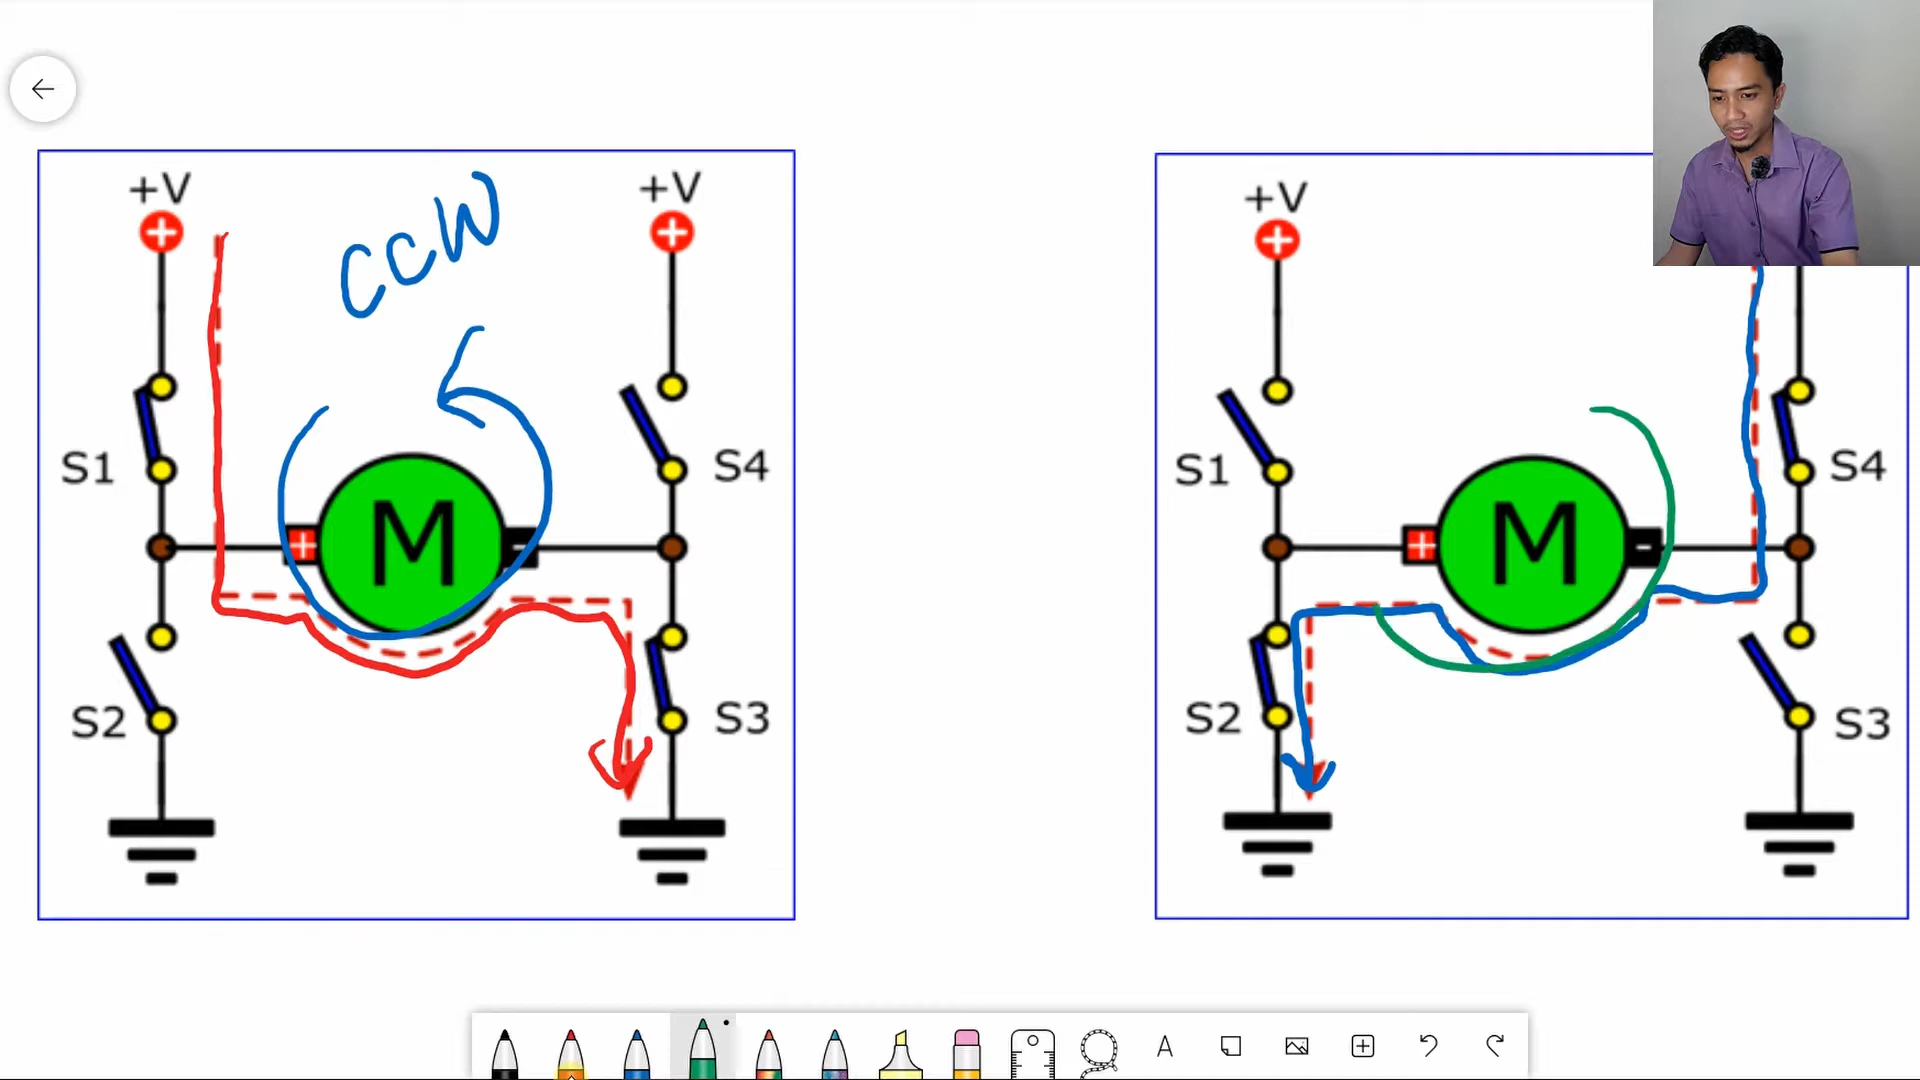 +V +V
CCW
S1 M S4
S2 S3
+V
S1 M S4
S2 S3
A